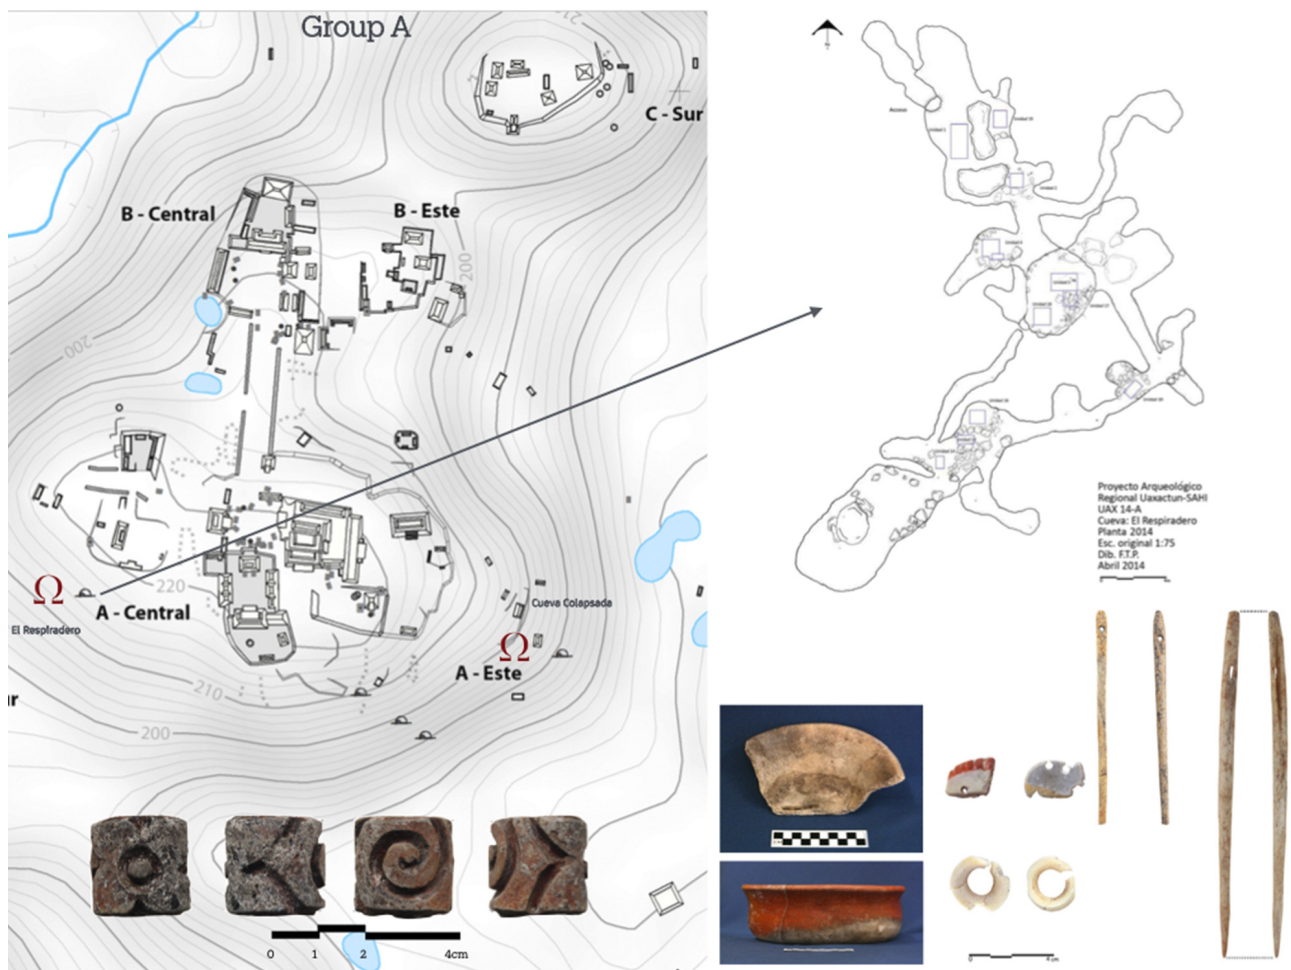 Group A
C - Sur
B - Central
B - Este
200
200
220
A - Central
El Respiradero
Cueva Colapsada
A - Este
210
200
ur
0 1 2 4cm
Acceso
Proyecto Arqueológico
Regional Uaxactun-SAHI
UAX 14-A
Cueva: El Respiradero
Planta 2014
Esc. original 1:75
Dib. F.T.P.
Abril 2014